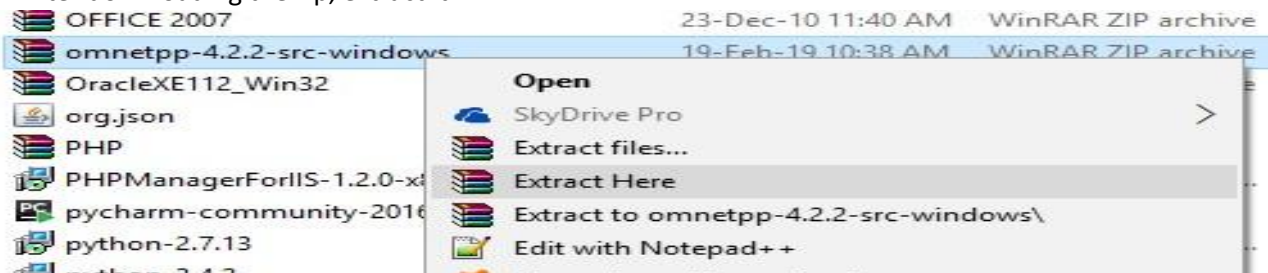 OFFICE 2007 23-Dec-10 11:40 AM WinRAR ZIP archive
omnetpp-4.2.2-src-windows 19-Feb-19 10:38 AM WinRAR ZIP archive
OracleXE112_Win32
org.json
PHP
PHPManagerForIIS-1.2.0-x
pycharm-community-2016
python-2.7.13
Open
SkyDrive Pro
Extract files...
Extract Here
Extract to omnetpp-4.2.2-src-windows\
Edit with Notepad++